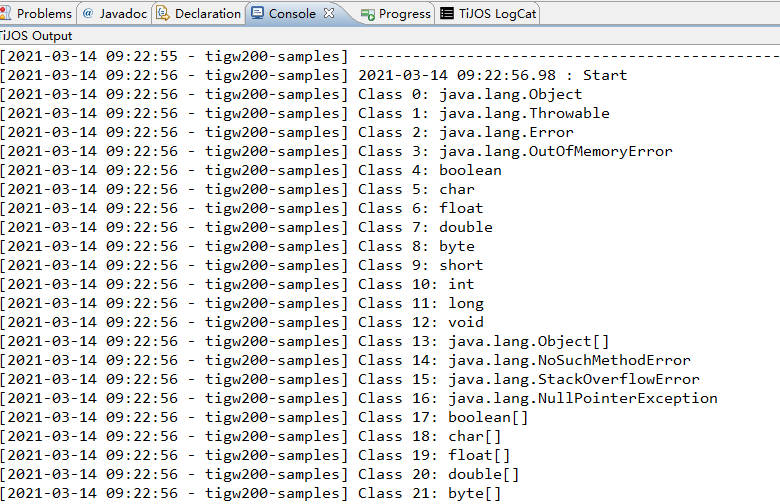 Problems @ Javadoc Declaration Console Progress TiJOS LogCat
TiJOS Output
[2021-03-14 09:22:55 - tigw200-samples] -----------------------------------------------
[2021-03-14 09:22:56 - tigw200-samples] 2021-03-14 09:22:56.98 : Start
[2021-03-14 09:22:56 - tigw200-samples] Class 0: java.lang.Object
[2021-03-14 09:22:56 - tigw200-samples] Class 1: java.lang.Throwable
[2021-03-14 09:22:56 - tigw200-samples] Class 2: java.lang.Error
[2021-03-14 09:22:56 - tigw200-samples] Class 3: java.lang.OutOfMemoryError
[2021-03-14 09:22:56 - tigw200-samples] Class 4: boolean
[2021-03-14 09:22:56 - tigw200-samples] Class 5: char
[2021-03-14 09:22:56 - tigw200-samples] Class 6: float
[2021-03-14 09:22:56 - tigw200-samples] Class 7: double
[2021-03-14 09:22:56 - tigw200-samples] Class 8: byte
[2021-03-14 09:22:56 - tigw200-samples] Class 9: short
[2021-03-14 09:22:56 - tigw200-samples] Class 10: int
[2021-03-14 09:22:56 - tigw200-samples] Class 11: long
[2021-03-14 09:22:56 - tigw200-samples] Class 12: void
[2021-03-14 09:22:56 - tigw200-samples] Class 13: java.lang.Object[]
[2021-03-14 09:22:56 - tigw200-samples] Class 14: java.lang.NoSuchMethodError
[2021-03-14 09:22:56 - tigw200-samples] Class 15: java.lang.StackOverflowError
[2021-03-14 09:22:56 - tigw200-samples] Class 16: java.lang.NullPointerException
[2021-03-14 09:22:56 - tigw200-samples] Class 17: boolean[]
[2021-03-14 09:22:56 - tigw200-samples] Class 18: char[]
[2021-03-14 09:22:56 - tigw200-samples] Class 19: float[]
[2021-03-14 09:22:56 - tigw200-samples] Class 20: double[]
[2021-03-14 09:22:56 - tigw200-samples] Class 21: byte[]